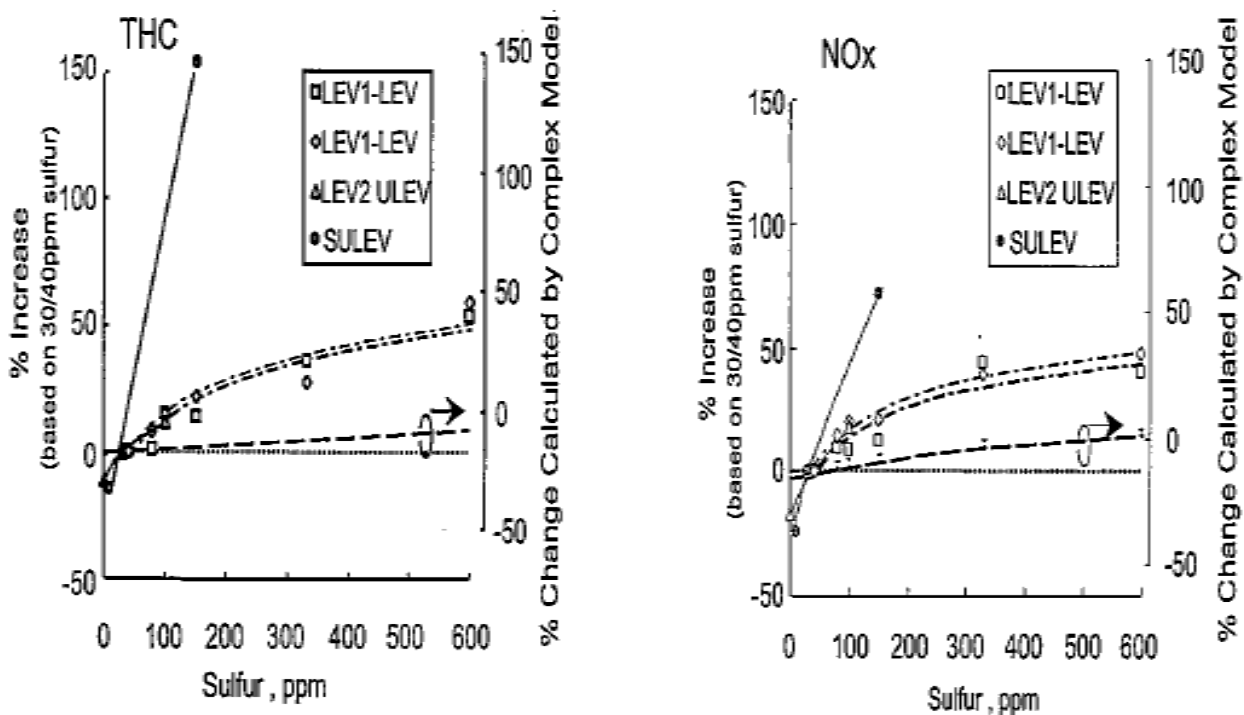 THC
% Increase
(based on 30/40ppm sulfur)
150
100
50
0
-50
LEV1-LEV
LEV1-LEV
LEV2 ULEV
SULEV
150
100
50
0
-50
% Change Calculated by Complex Model
0 100 200 300 400 500 600
Sulfur , ppm
NOx
% Increase
(based on 30/40ppm sulfur)
150
100
50
0
-50
LEV1-LEV
LEV1-LEV
LEV2 ULEV
SULEV
150
100
50
0
-50
% Change Calculated by Complex Model
0 100 200 300 400 500 600
Sulfur , ppm